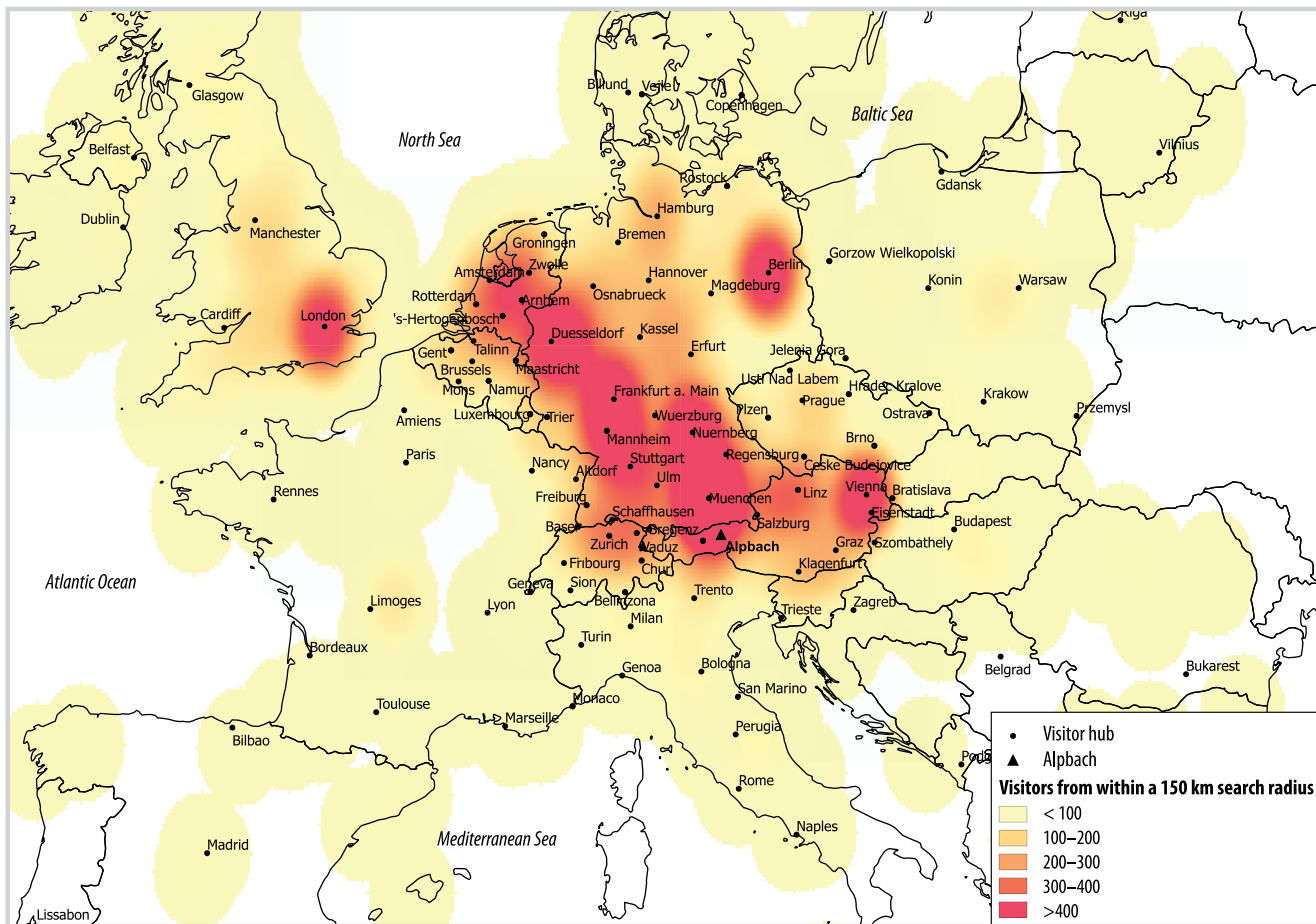 Riga
Glasgow
Billund
Vejle
Copenhagen
North Sea
Baltic Sea
Belfast
Vilnius
Gdansk
Rostock
Dublin
Manchester
Hamburg
Groningen
Bremen
Gorzow Wielkopolski
Amsterdam
Zwolle
Hannover
Berlin
Konin
Warsaw
Rotterdam
Arnhem
Osnabrueck
Magdeburg
Cardiff
London
's-Hertogenbosch
Duesseldorf
Kassel
Gent
Talinn
Erfurt
Jelenia Gora
Brussels
Maastricht
Usti Nad Labem
Mons
Namur
Frankfurt a. Main
Hradec Kralove
Krakow
Amiens
Luxembourg
Trier
Wuerzburg
Plzen
Prague
Ostrava
Przemysl
Mannheim
Nuernberg
Brno
Paris
Nancy
Altdorf
Stuttgart
Regensburg
Ceske Budejovice
Rennes
Freiburg
Ulm
Muenchen
Linz
Vienna
Bratislava
Schaffhausen
Salzburg
Eisenstadt
Basel
Bregenz
Budapest
Zurich
Vaduz
Alpbach
Graz
Szombathely
Atlantic Ocean
Fribourg
Chur
Klagenfurt
Geneva
Sion
Bellinzona
Trento
Limoges
Lyon
Milan
Trieste
Zagreb
Bordeaux
Turin
Genoa
Bologna
Belgrad
Bukarest
Monaco
San Marino
Toulouse
Marseille
Bilbao
Perugia
Podg
Rome
Madrid
Mediterranean Sea
Naples
Lissabon
Visitor hub
Alpbach
Visitors from within a 150 km search radius
< 100
100–200
200–300
300–400
>400